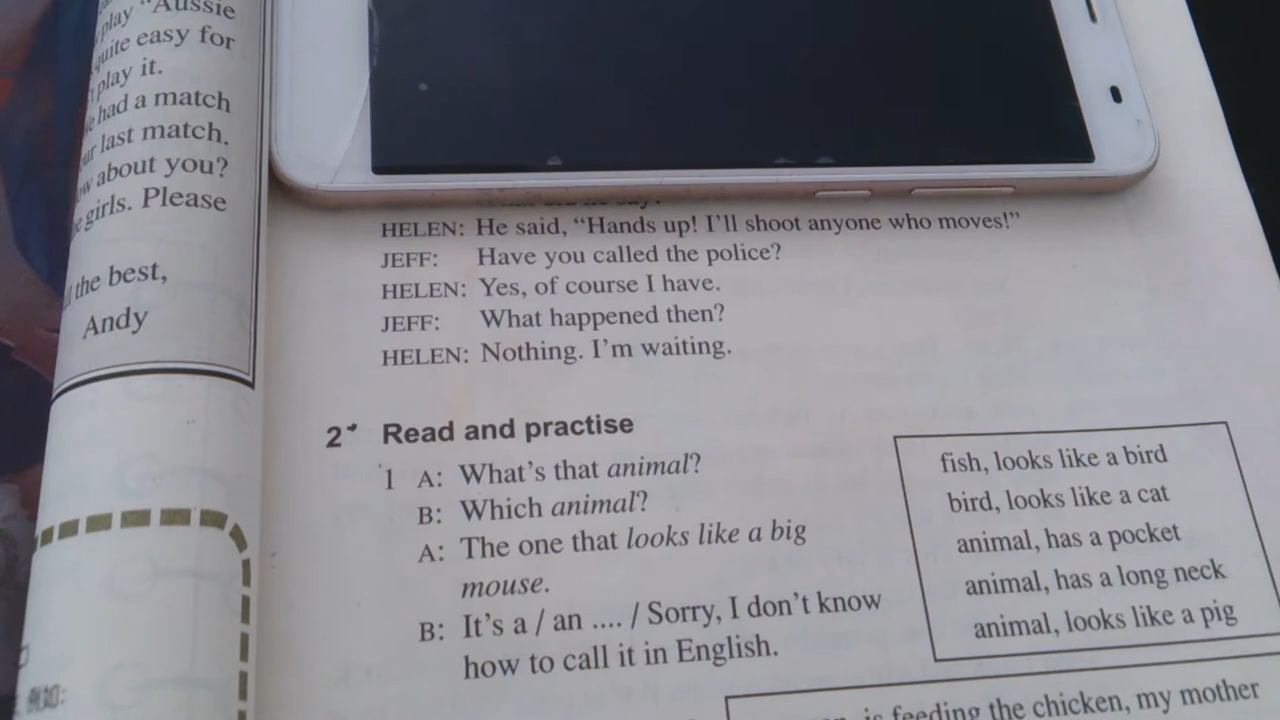 play "Aussie
quite easy for
play it.
had a match
last match.
about you?
girls. Please
the best,
Andy
HELEN: He said, "Hands up! I'll shoot anyone who moves!"
JEFF: Have you called the police?
HELEN: Yes, of course I have.
JEFF: What happened then?
HELEN: Nothing. I'm waiting.
2 Read and practise
1 A: What's that animal?
B: Which animal?
A: The one that looks like a big
mouse.
B: It's a / an .... / Sorry, I don't know
how to call it in English.
fish, looks like a bird
bird, looks like a cat
animal, has a pocket
animal, has a long neck
animal, looks like a pig
is feeding the chicken, my mother